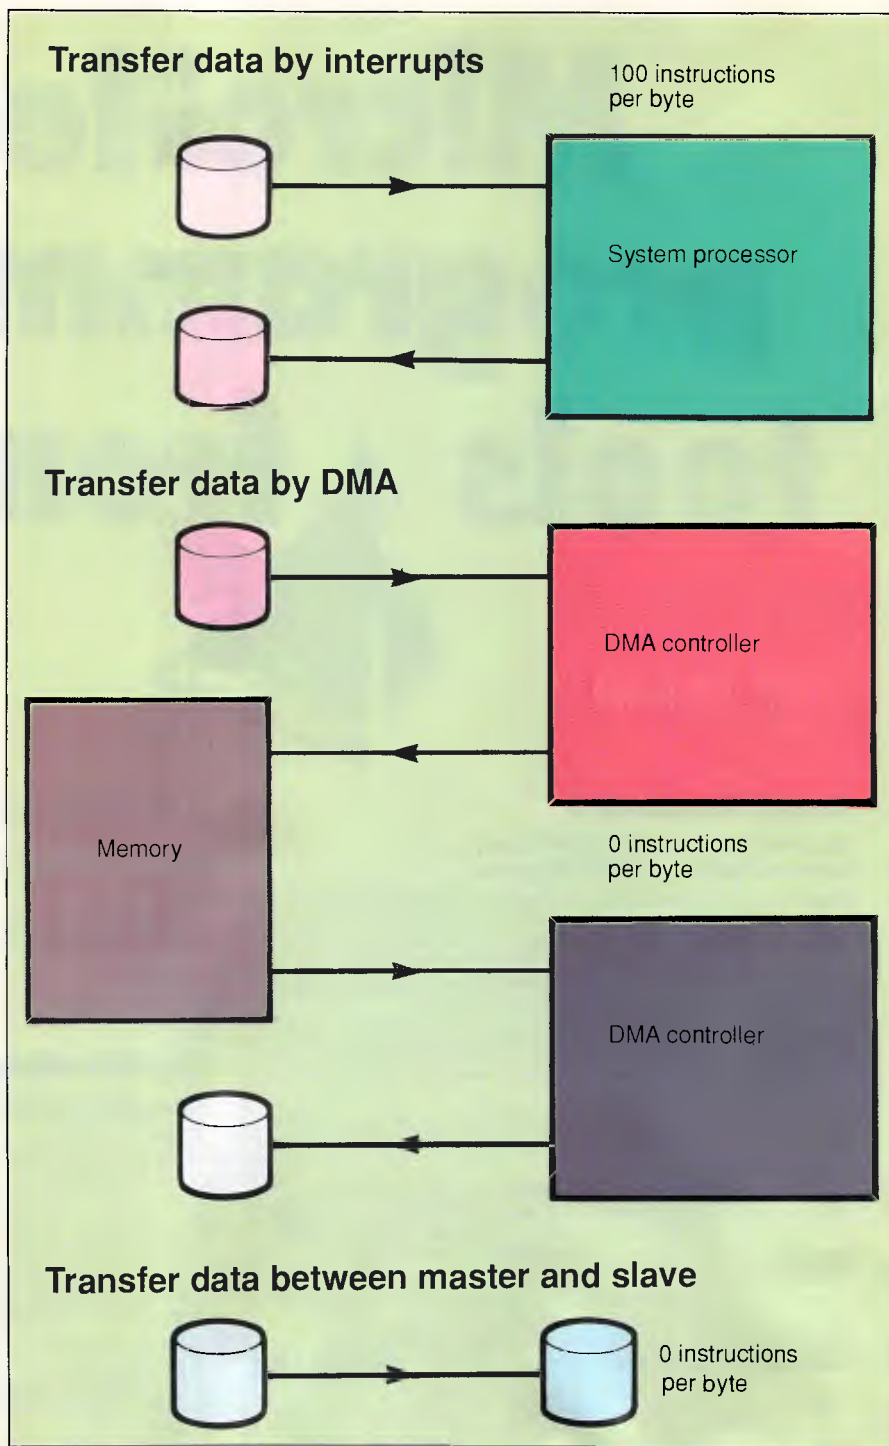 Transfer data by interrupts
100 instructions
per byte
System processor
Transfer data by DMA
DMA controller
Memory
0 instructions
per byte
DMA controller
Transfer data between master and slave
0 instructions
per byte